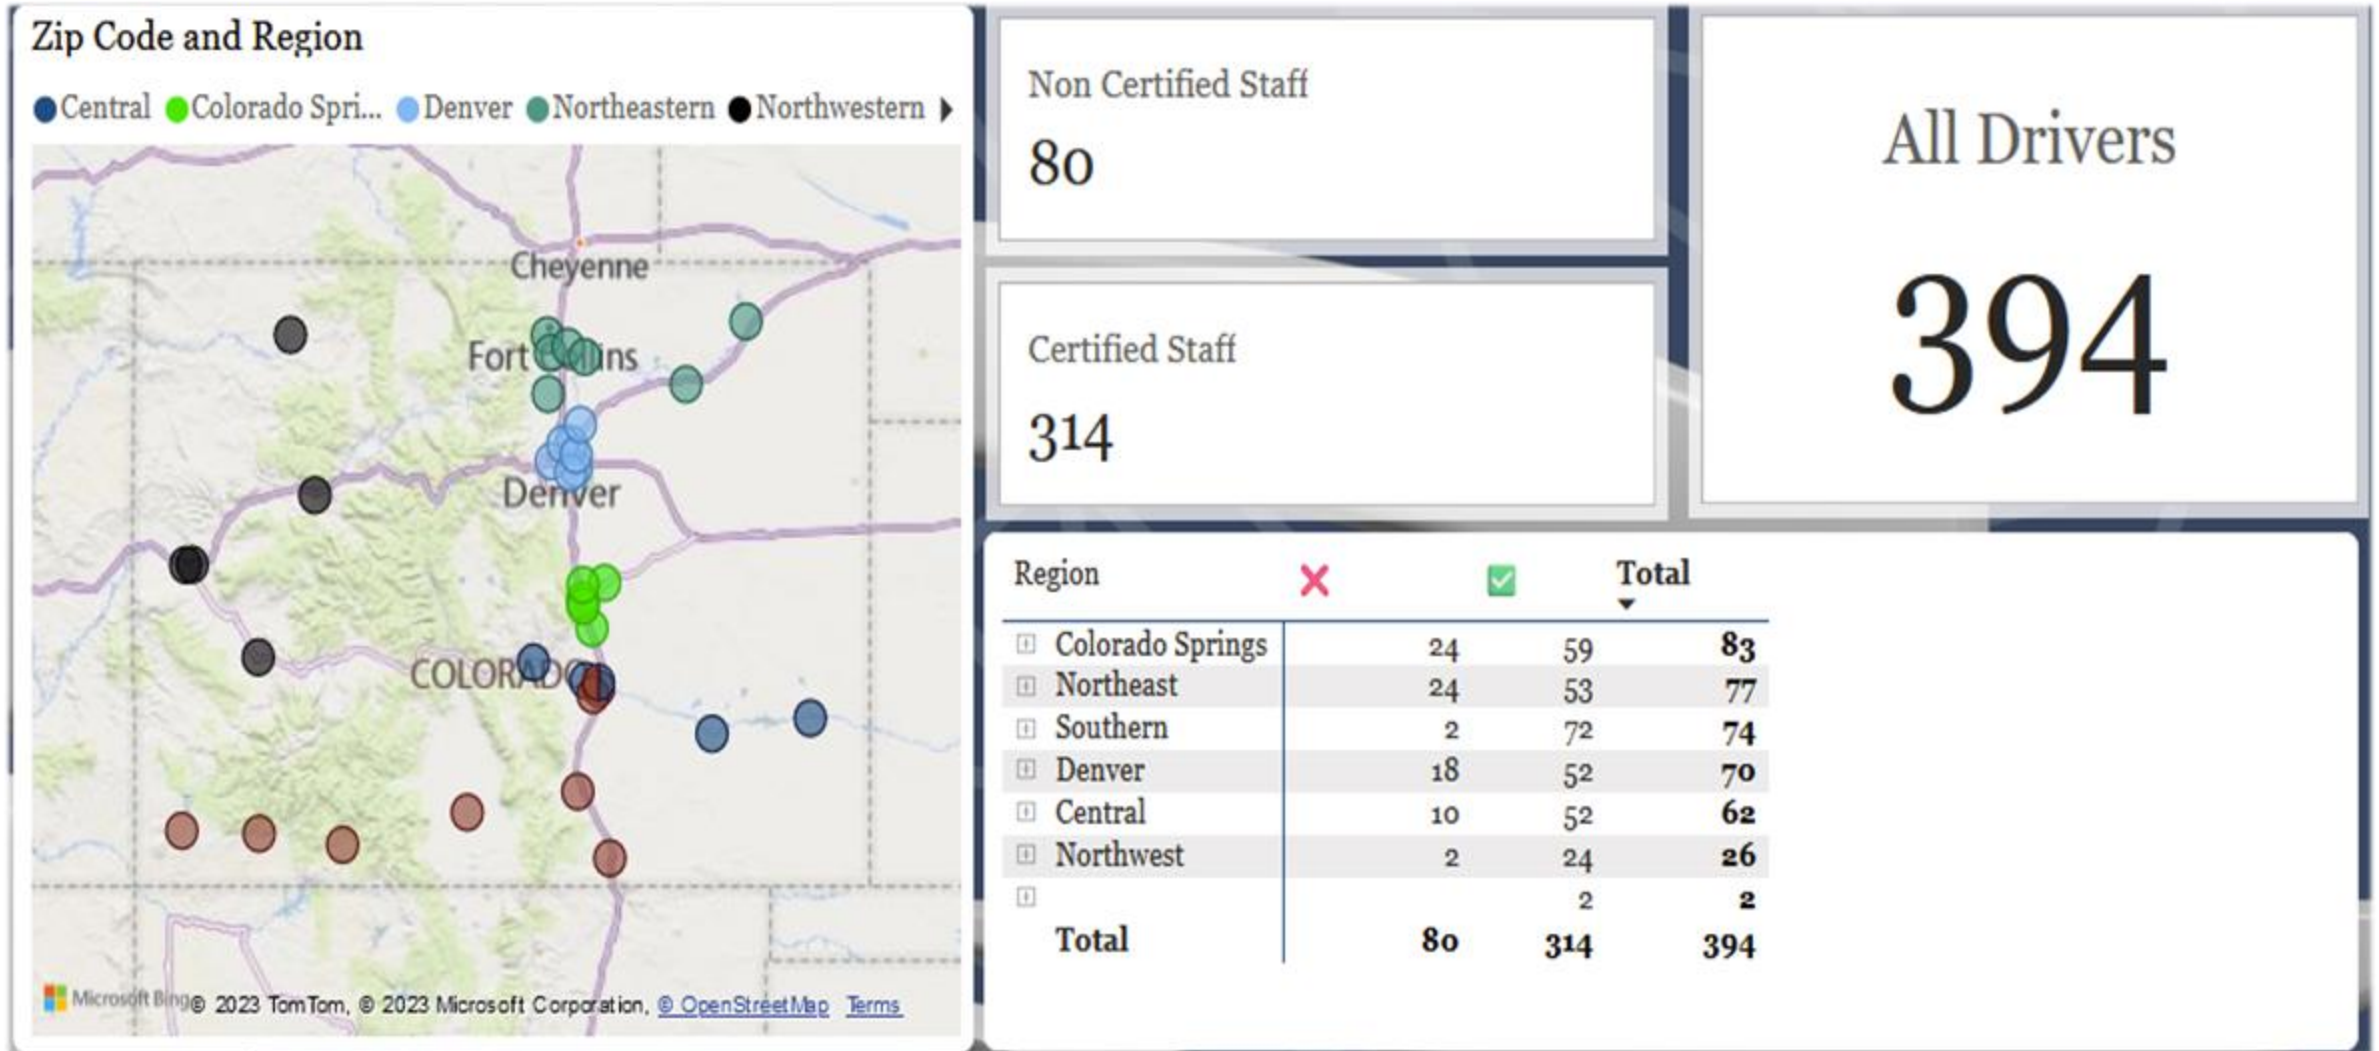 Zip Code and Region
Central Colorado Spri... Denver Northeastern Northwestern
Cheyenne
Fort
lins
Denver
COLORADO
Microsoft Bing
© 2023 TomTom, © 2023 Microsoft Corporation, © OpenStreetMap Terms
Non Certified Staff
80
Certified Staff
314
All Drivers
394
Region Total
Colorado Springs 24 59 83
Northeast 24 53 77
Southern 2 72 74
Denver 18 52 70
Central 10 52 62
Northwest 2 24 26
2 2
Total 80 314 394